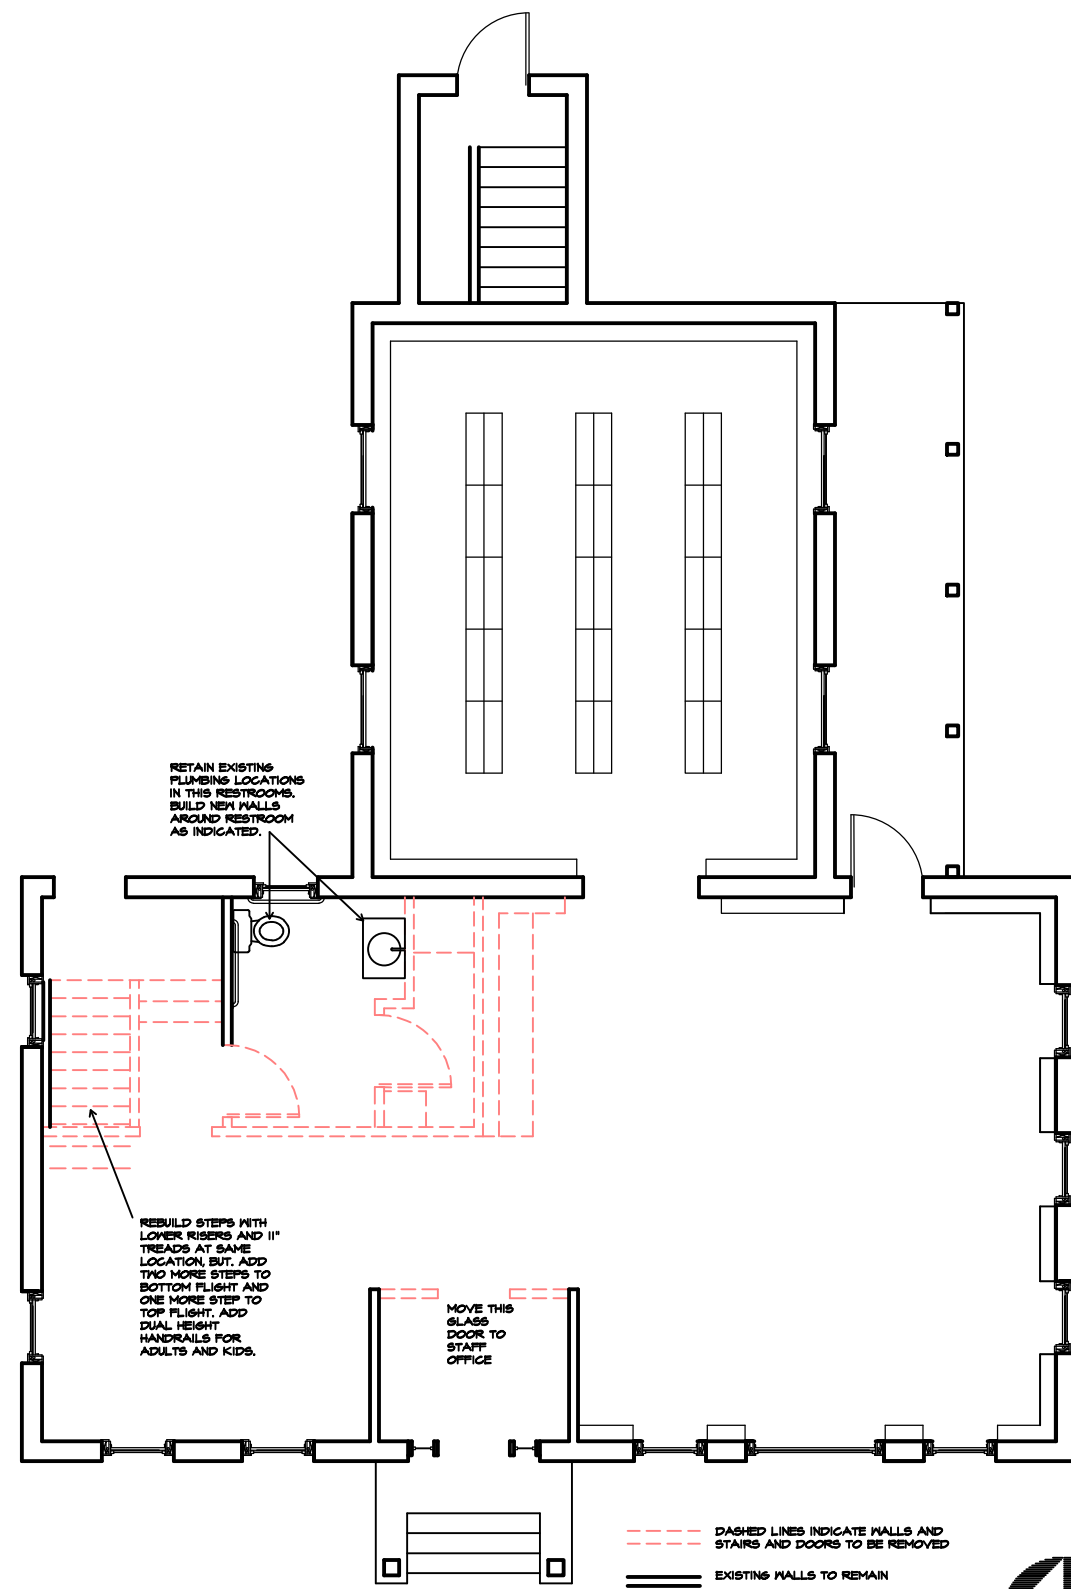 RETAIN EXISTING
PLUMBING LOCATIONS
IN THIS RESTROOMS.
BUILD NEW WALLS
AROUND RESTROOM
AS INDICATED.
REBUILD STEPS WITH
LOWER RISERS AND 11"
TREADS AT SAME
LOCATION, BUT. ADD
TWO MORE STEPS TO
BOTTOM FLIGHT AND
ONE MORE STEP TO
TOP FLIGHT. ADD
DUAL HEIGHT
HANDRAILS FOR
ADULTS AND KIDS.
MOVE THIS
GLASS
DOOR TO
STAFF
OFFICE
DASHED LINES INDICATE WALLS AND
STAIRS AND DOORS TO BE REMOVED
EXISTING WALLS TO REMAIN